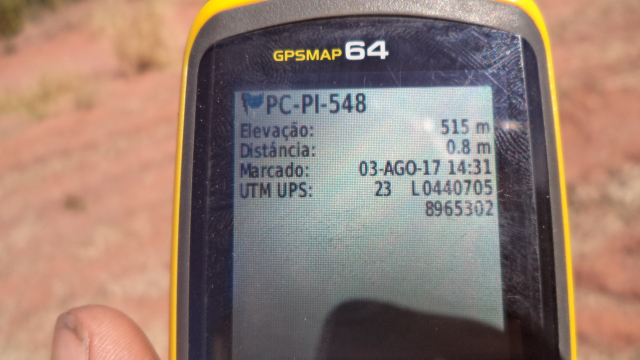 GPSMAP 64
PC-PI-548
Elevação: 515 m
Distância: 0.8 m
Marcado: 03-AGO-17 14:31
UTM UPS: 23 L0440705
8965302